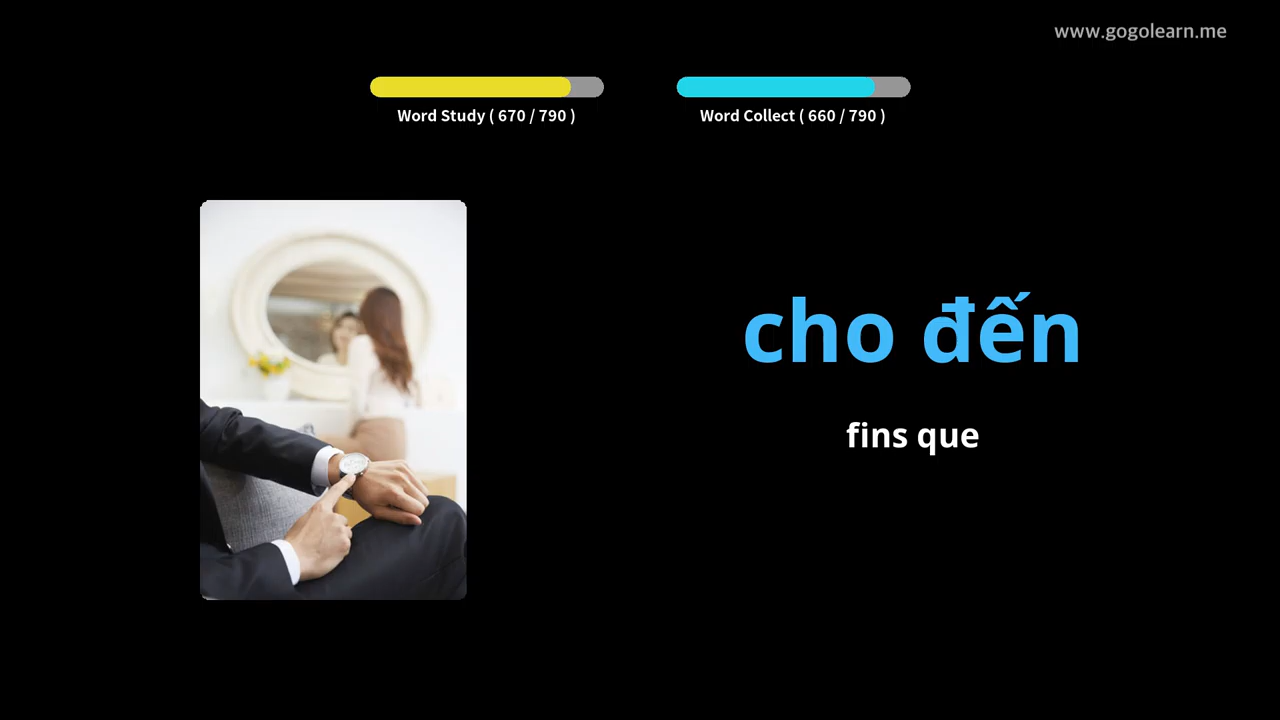 www.gogolearn.me
Word Study ( 670 / 790 )
Word Collect ( 660 / 790 )
cho đến
fins que